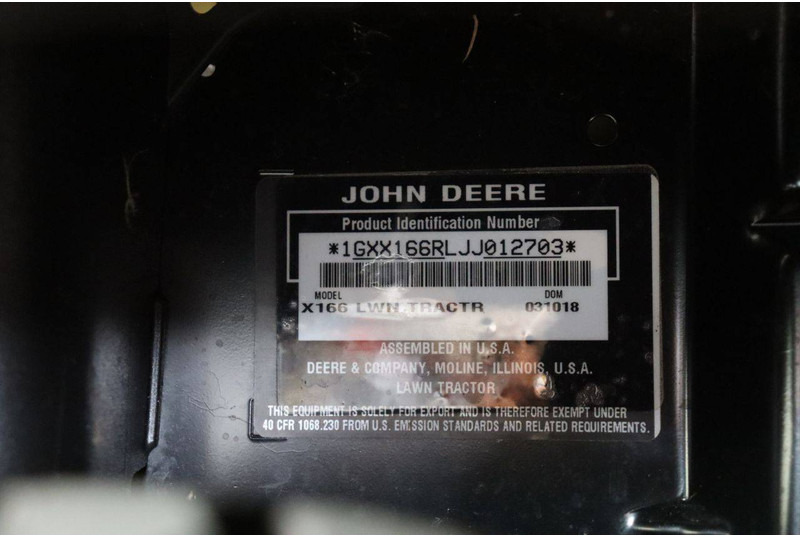 JOHN DEERE
Product Identification Number
*1GXX166RLJJ012703*
MODEL DOM
X166 LWN TRACTR 031018
ASSEMBLED IN U.S.A.
DEERE & COMPANY, MOLINE, ILLINOIS, U.S.A.
LAWN TRACTOR
THIS EQUIPMENT IS SOLELY FOR EXPORT AND IS THEREFORE EXEMPT UNDER
40 CFR 1068.230 FROM U.S. EMISSION STANDARDS AND RELATED REQUIREMENTS.